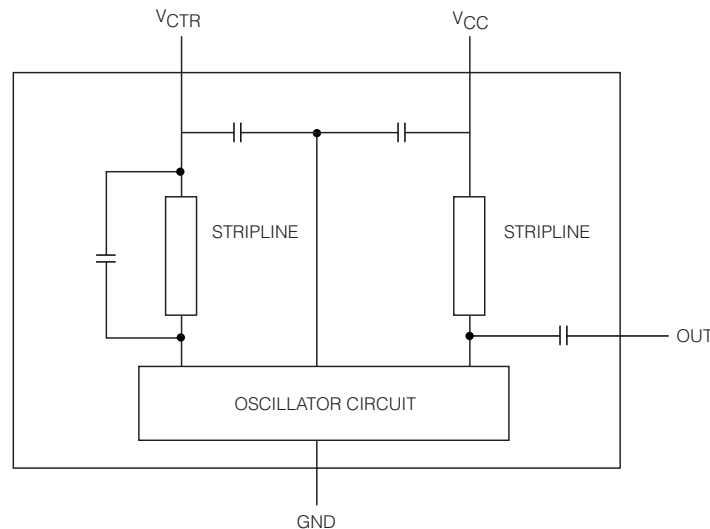 VCTR
VCC
STRIPLINE
STRIPLINE
OUT
OSCILLATOR CIRCUIT
GND